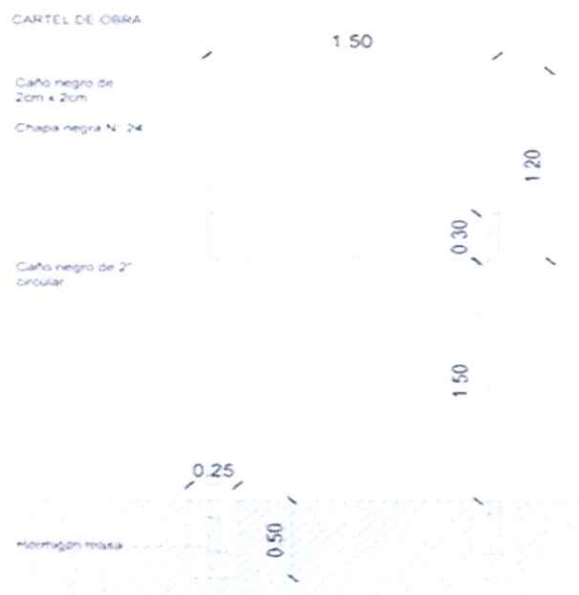 CARTEL DE OBRA
1.50
Caño negro de
2cm x 2cm
Chapa negra N° 24
1.20
0.30
Caño negro de 2"
circular
1.50
0.25
Hormigón
0.50